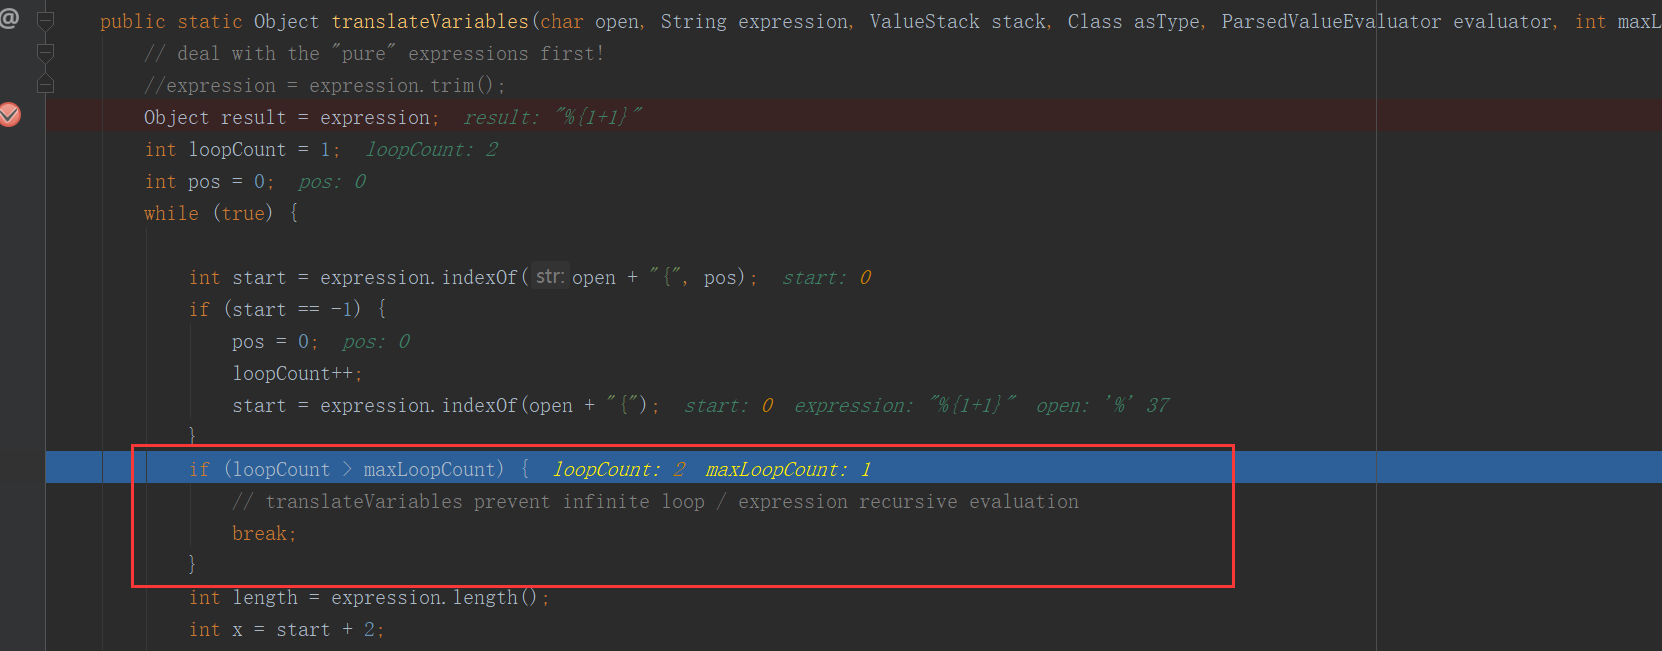 public static Object translateVariables(char open, String expression, ValueStack stack, Class asType, ParsedValueEvaluator evaluator, int maxL
// deal with the "pure" expressions first!
//expression = expression.trim();
Object result = expression; result: "%{1+1}"
int loopCount = 1; loopCount: 2
int pos = 0; pos: 0
while (true) {
int start = expression.indexOf( str: open + "{", pos); start: 0
if (start == -1) {
pos = 0; pos: 0
loopCount++;
start = expression.indexOf(open + "{"); start: 0 expression: "%{1+1}" open: '%' 37
}
if (loopCount > maxLoopCount) { loopCount: 2 maxLoopCount: 1
// translateVariables prevent infinite loop / expression recursive evaluation
break;
}
int length = expression.length();
int x = start + 2;